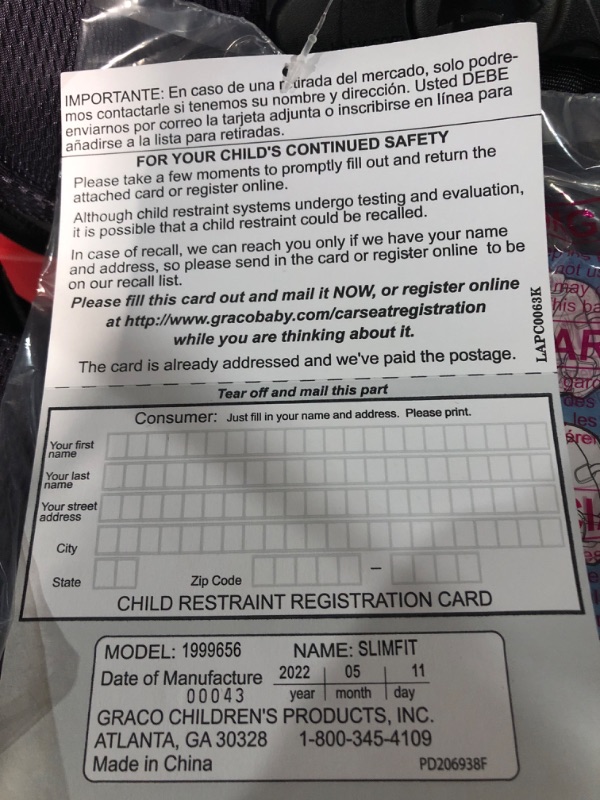 IMPORTANTE: En caso de una retirada del mercado, solo podre-
mos contactarle si tenemos su nombre y dirección. Usted DEBE
enviarnos por correo la tarjeta adjunta o inscribirse en línea para
añadirse a la lista para retiradas.
FOR YOUR CHILD'S CONTINUED SAFETY
Please take a few moments to promptly fill out and return the
attached card or register online.
Although child restraint systems undergo testing and evaluation,
it is possible that a child restraint could be recalled.
In case of recall, we can reach you only if we have your name
and address, so please send in the card or register online to be
on our recall list.
Please fill this card out and mail it NOW, or register online
at http://www.gracobaby.com/carseatregistration
while you are thinking about it.
The card is already addressed and we've paid the postage.
LAPC0063K
Tear off and mail this part
Consumer: Just fill in your name and address. Please print.
Your first
name
Your last
name
Your street
address
City
State Zip Code –
CHILD RESTRAINT REGISTRATION CARD
MODEL: 1999656 NAME: SLIMFIT
Date of Manufacture 2022 05 11
00043 year month day
GRACO CHILDREN'S PRODUCTS, INC.
ATLANTA, GA 30328 1-800-345-4109
Made in China PD206938F
not
may
this
des
les